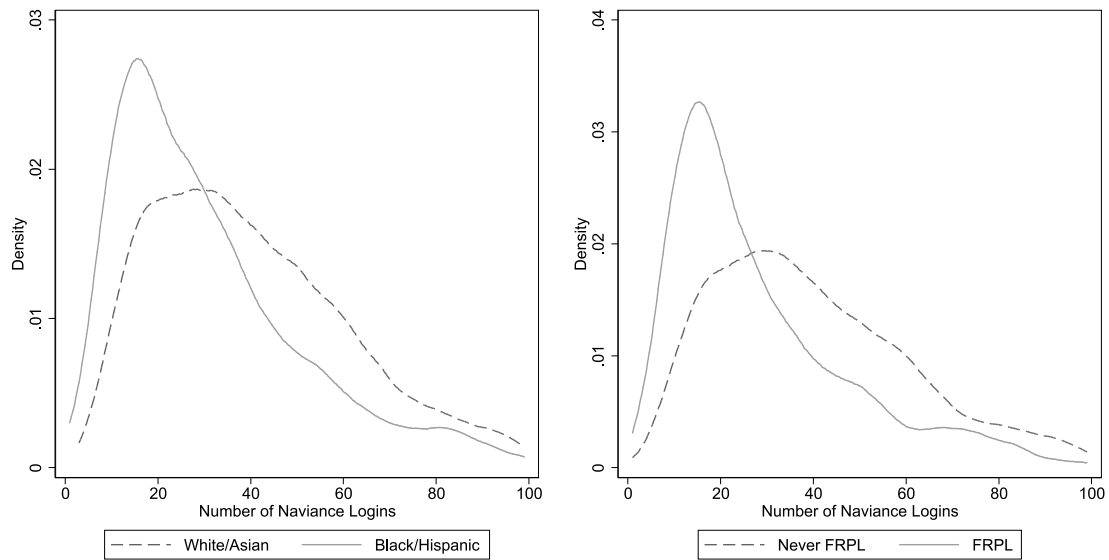 .03
.02
.01
0
Density
0 20 40 60 80 100
Number of Naviance Logins
White/Asian Black/Hispanic
.04
.03
.02
.01
0
Density
0 20 40 60 80 100
Number of Naviance Logins
Never FRPL FRPL